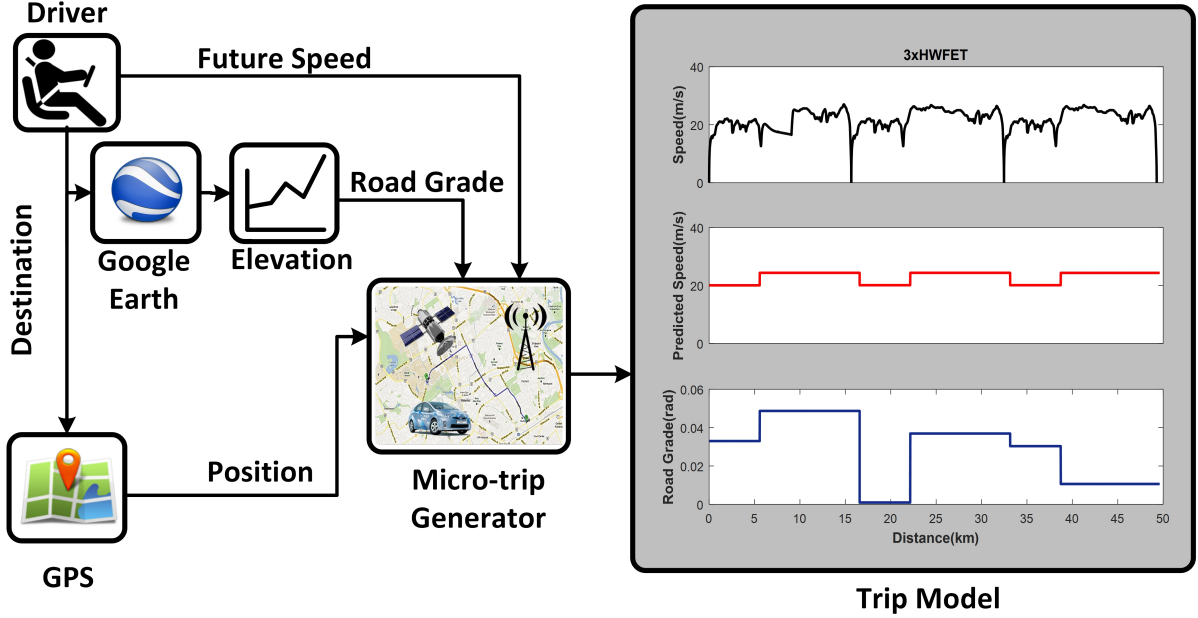 Driver
Future Speed
Road Grade
Google
Earth
Elevation
Destination
Position
GPS
Micro-trip
Generator
3xHWFET
Speed(m/s)
40
20
0
Predicted Speed(m/s)
40
20
0
Road Grade(rad)
0.06
0.04
0.02
0
0 5 10 15 20 25 30 35 40 45 50
Distance(km)
Trip Model